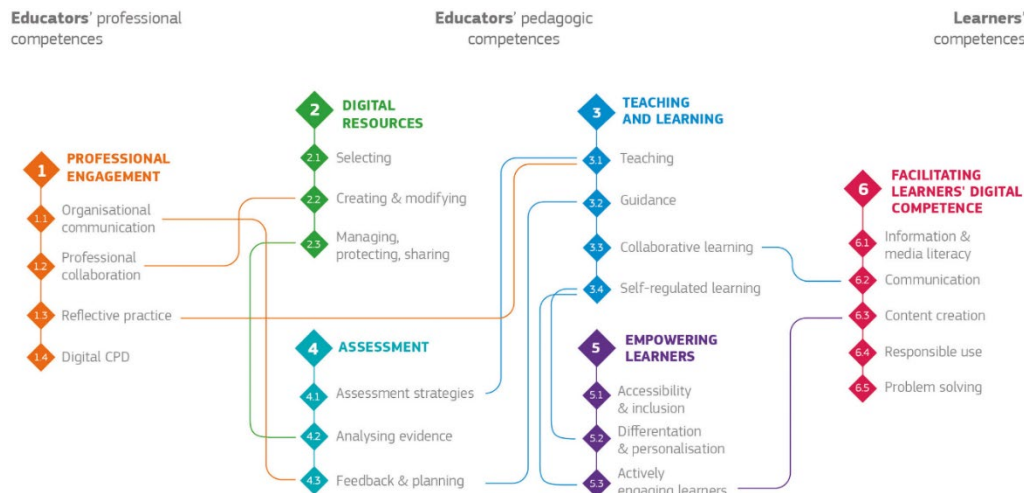 Educators' professional
competences
Educators' pedagogic
competences
Learners'
competences
1
PROFESSIONAL
ENGAGEMENT
1.1
Organisational
communication
1.2
Professional
collaboration
1.3
Reflective practice
1.4
Digital CPD
2
DIGITAL
RESOURCES
2.1
Selecting
2.2
Creating & modifying
2.3
Managing,
protecting, sharing
3
TEACHING
AND LEARNING
3.1
Teaching
3.2
Guidance
3.3
Collaborative learning
3.4
Self-regulated learning
4
ASSESSMENT
4.1
Assessment strategies
4.2
Analysing evidence
4.3
Feedback & planning
5
EMPOWERING
LEARNERS
5.1
Accessibility
& inclusion
5.2
Differentation
& personalisation
5.3
Actively
engaging learners
6
FACILITATING
LEARNERS' DIGITAL
COMPETENCE
6.1
Information &
media literacy
6.2
Communication
6.3
Content creation
6.4
Responsible use
6.5
Problem solving